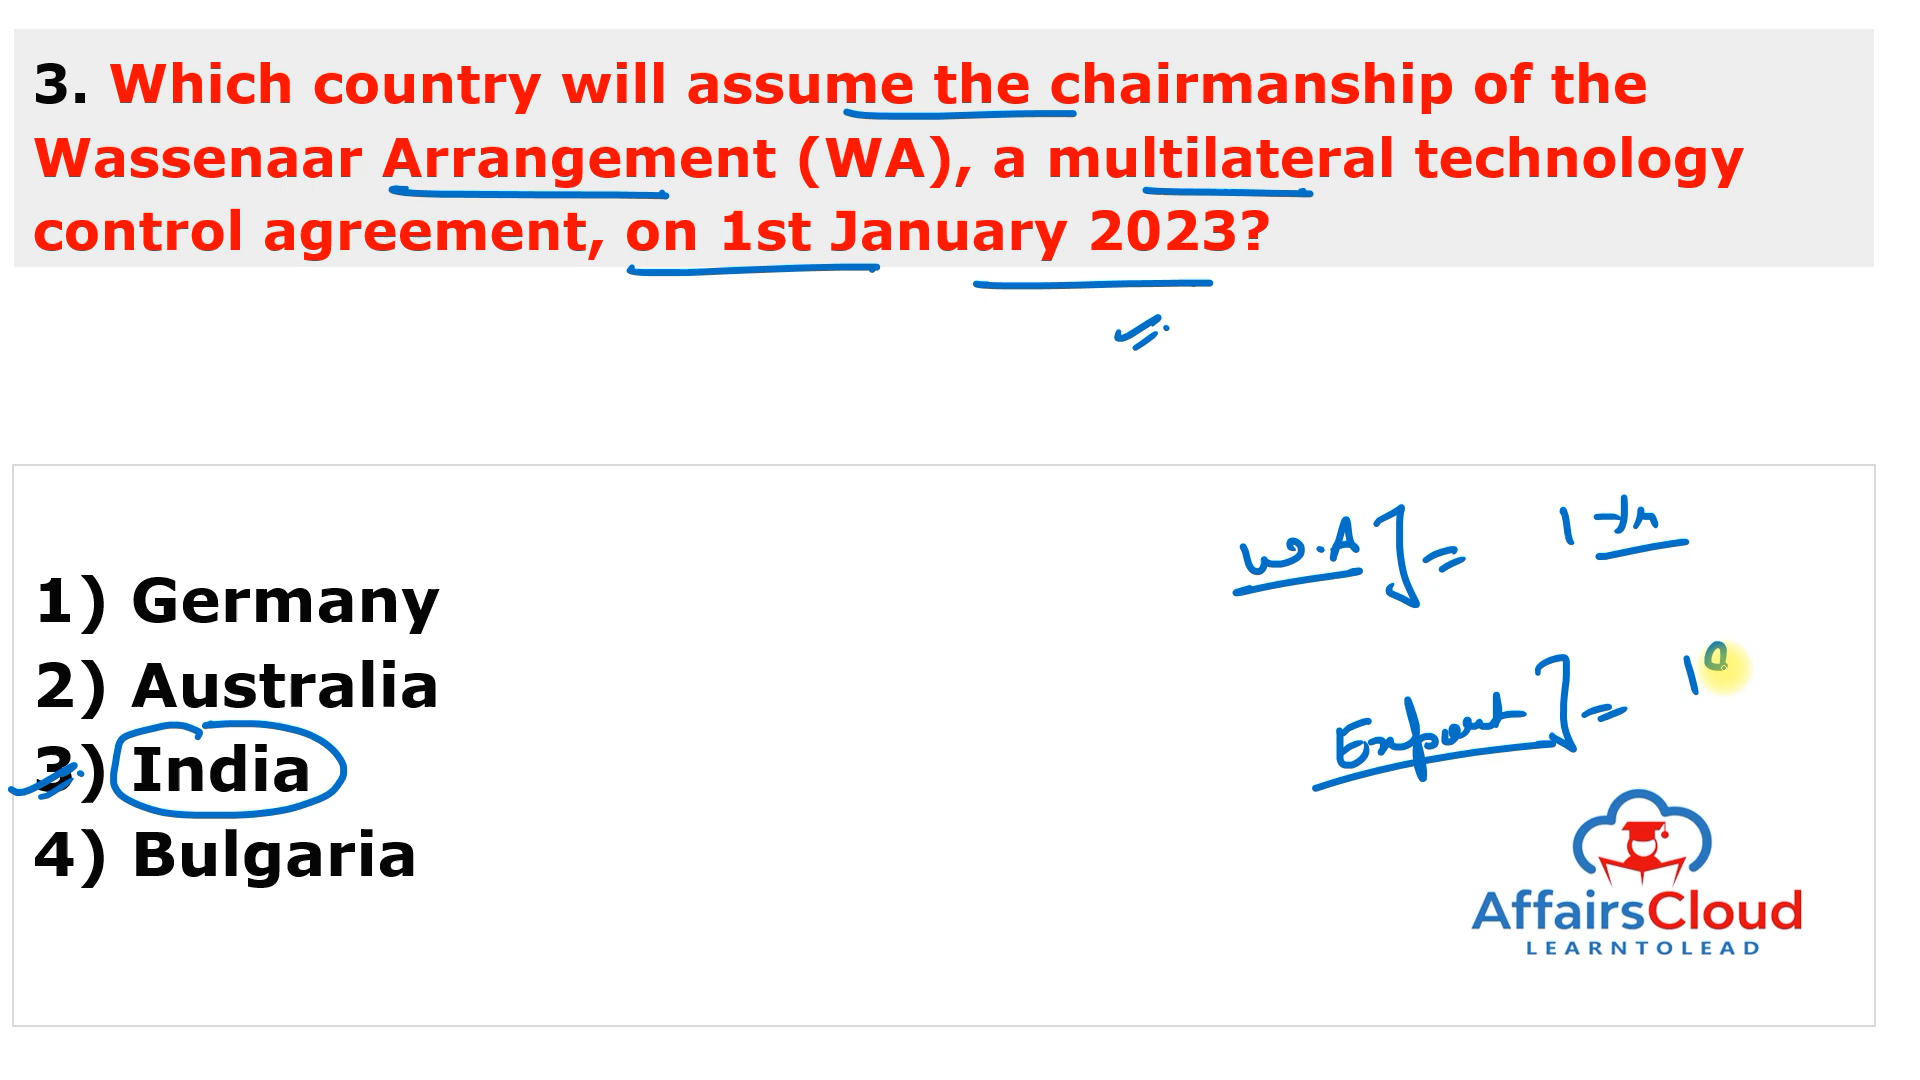 3. Which country will assume the chairmanship of the
Wassenaar Arrangement (WA), a multilateral technology
control agreement, on 1st January 2023?
W.A] =
1) Germany
2) Australia
3) India
4) Bulgaria
AffairsCloud
LEARNTOLEAD